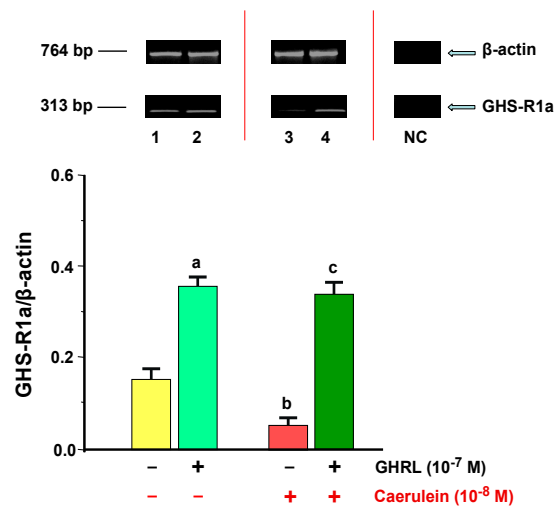 764 bp
β-actin
313 bp
GHS-R1a
1 2 3 4 NC
0.6
0.4
0.2
0.0
GHS-R1a/β-actin
a
b
c
– + – + GHRL (10⁻⁷ M)
– – + + Caerulein (10⁻⁸ M)